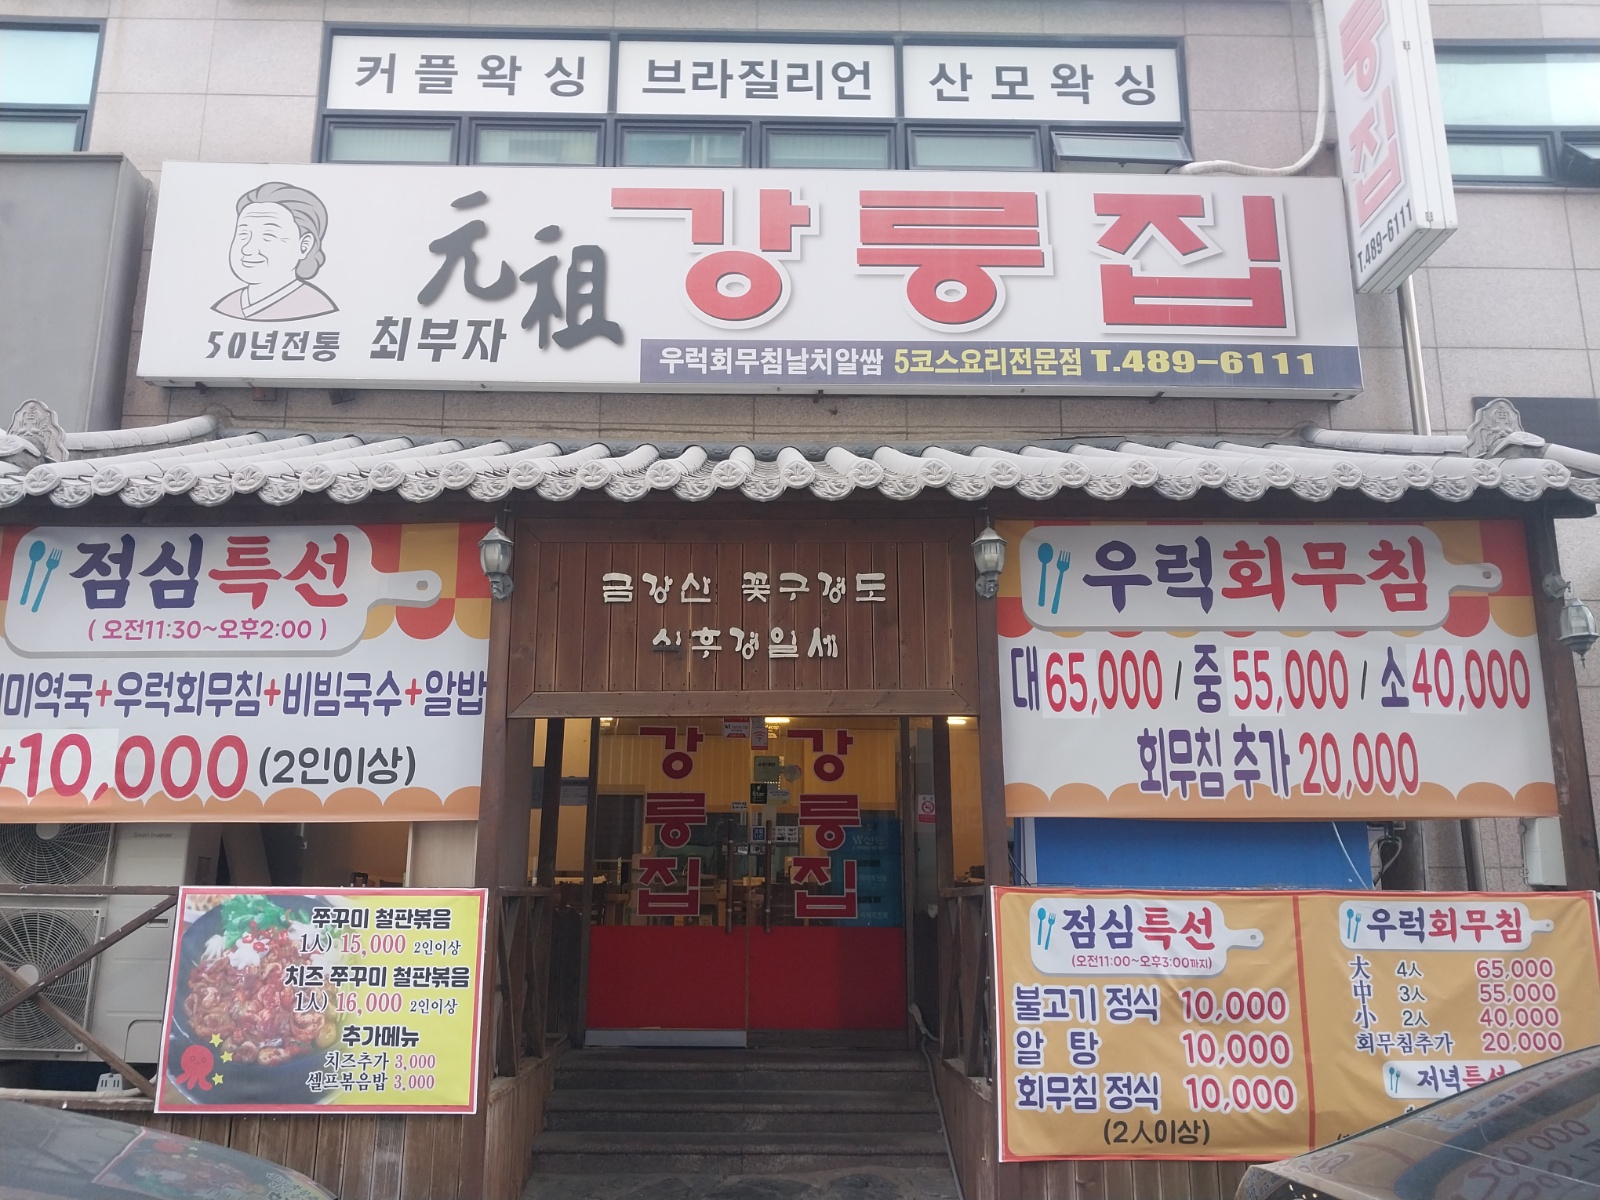 커플왁싱
브라질리언
산모왁싱
강릉집
T.489-6111
元祖
강릉집
50년전통
최부자
우럭회무침날치알쌈 5코스요리전문점 T.489-6111
점심특선
(오전11:30~오후2:00)
미역국+우럭회무침+비빔국수+알밥
10,000 (2인이상)
금강산 꽃구경도
식후경일세
우럭회무침
대65,000/중55,000/소40,000
회무침 추가 20,000
강릉집
강릉집
쭈꾸미 철판볶음
1人) 15,000 2인이상
치즈 쭈꾸미 철판볶음
1人) 16,000 2인이상
추가메뉴
치즈추가 3,000
셀프볶음밥 3,000
점심특선
(오전11:00~오후3:00까지)
불고기 정식 10,000
알 탕 10,000
회무침 정식 10,000
(2人이상)
우럭회무침
大 4人 65,000
中 3人 55,000
小 2人 40,000
회무침추가 20,000
저녁특선